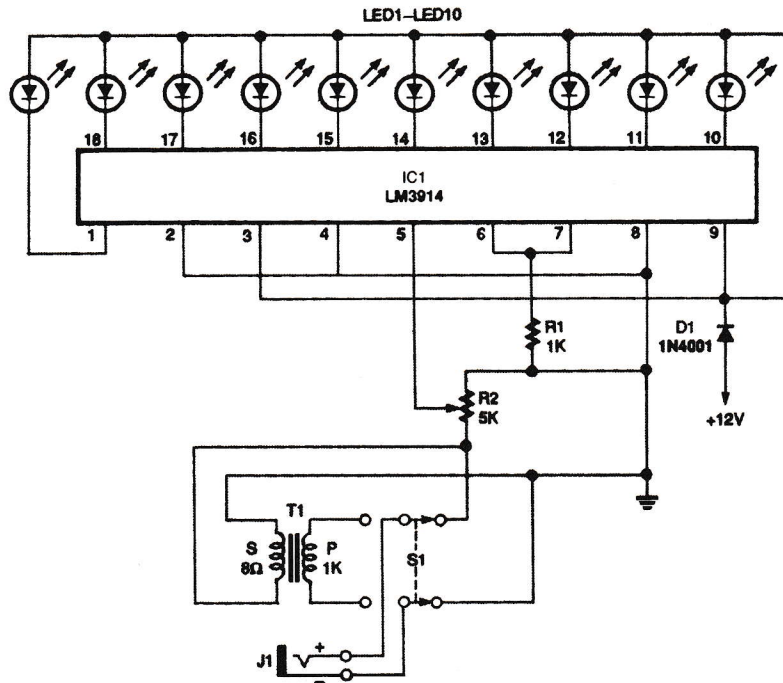 LED1–LED10
18 17 16 15 14 13 12 11 10
IC1
LM3914
1 2 3 4 5 6 7 8 9
R1
1K
D1
1N4001
R2
5K
+12V
T1
S
8Ω
P
1K
S1
J1
+
–